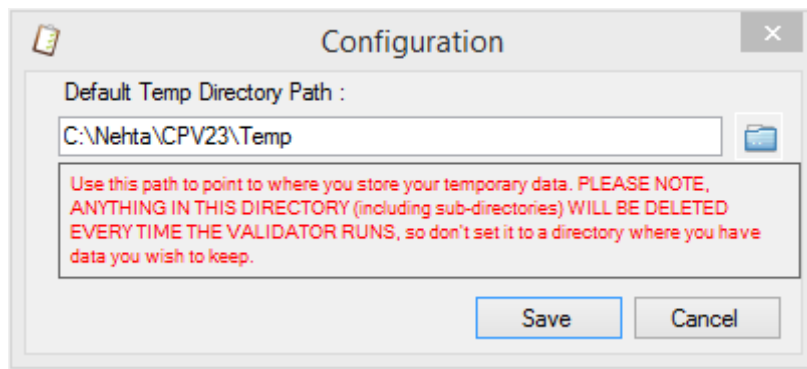 Configuration
Default Temp Directory Path :
C:\Nehta\CPV23\Temp
Use this path to point to where you store your temporary data. PLEASE NOTE,
ANYTHING IN THIS DIRECTORY (including sub-directories) WILL BE DELETED
EVERY TIME THE VALIDATOR RUNS, so don't set it to a directory where you have
data you wish to keep.
Save Cancel